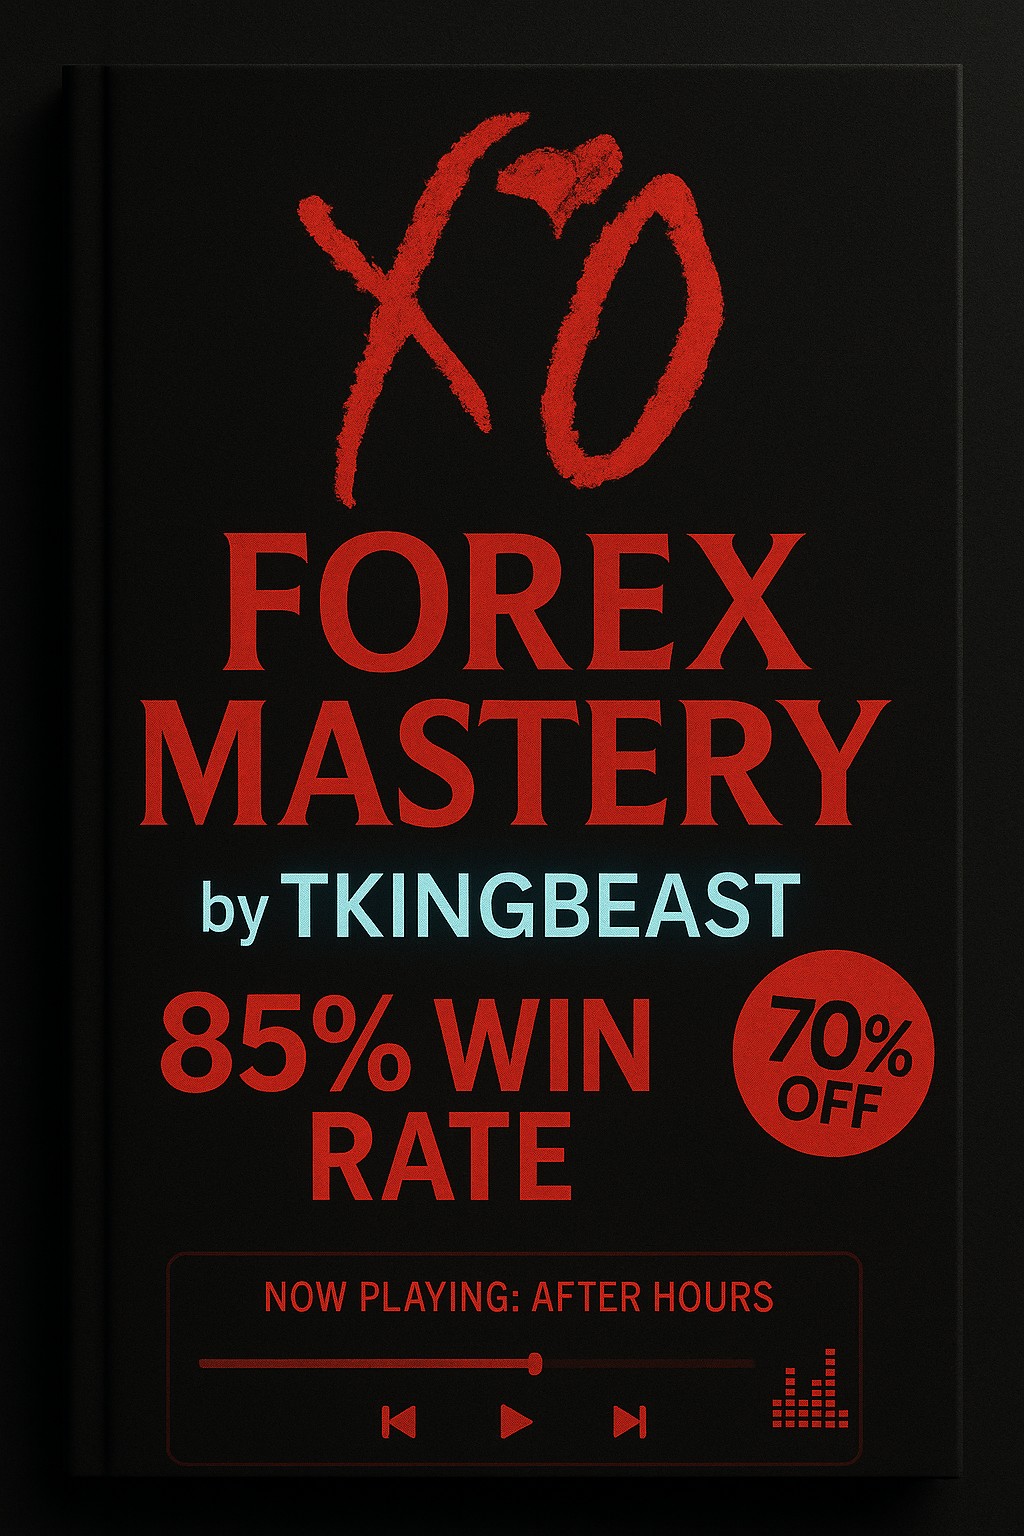 XO
FOREX
MASTERY
by TKINGBEAST
85% WIN
RATE
70%
OFF
NOW PLAYING: AFTER HOURS